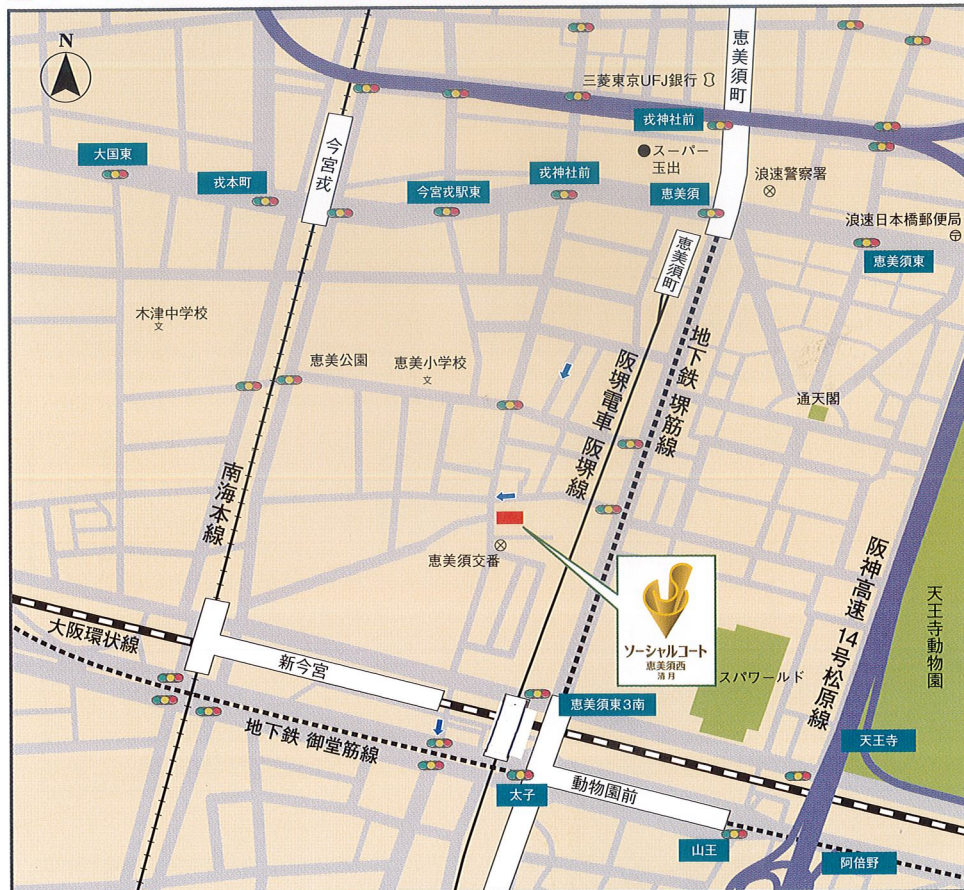 N
恵美須町
三菱東京UFJ銀行
戎神社前
スーパー
玉出
大国東
今宮戎
戎神社前
浪速警察署
戎本町
今宮戎駅東
恵美須
浪速日本橋郵便局
恵美須東
恵美須町
木津中学校
文
恵美公園
恵美小学校
文
地下鉄 堺筋線
阪堺電車 阪堺線
通天閣
南海本線
恵美須交番
阪神高速 14号松原線
天王寺動物園
ソーシャルコート
恵美須西
清月
スパワールド
大阪環状線
新今宮
恵美須東3南
地下鉄 御堂筋線
天王寺
太子
動物園前
山王
阿倍野